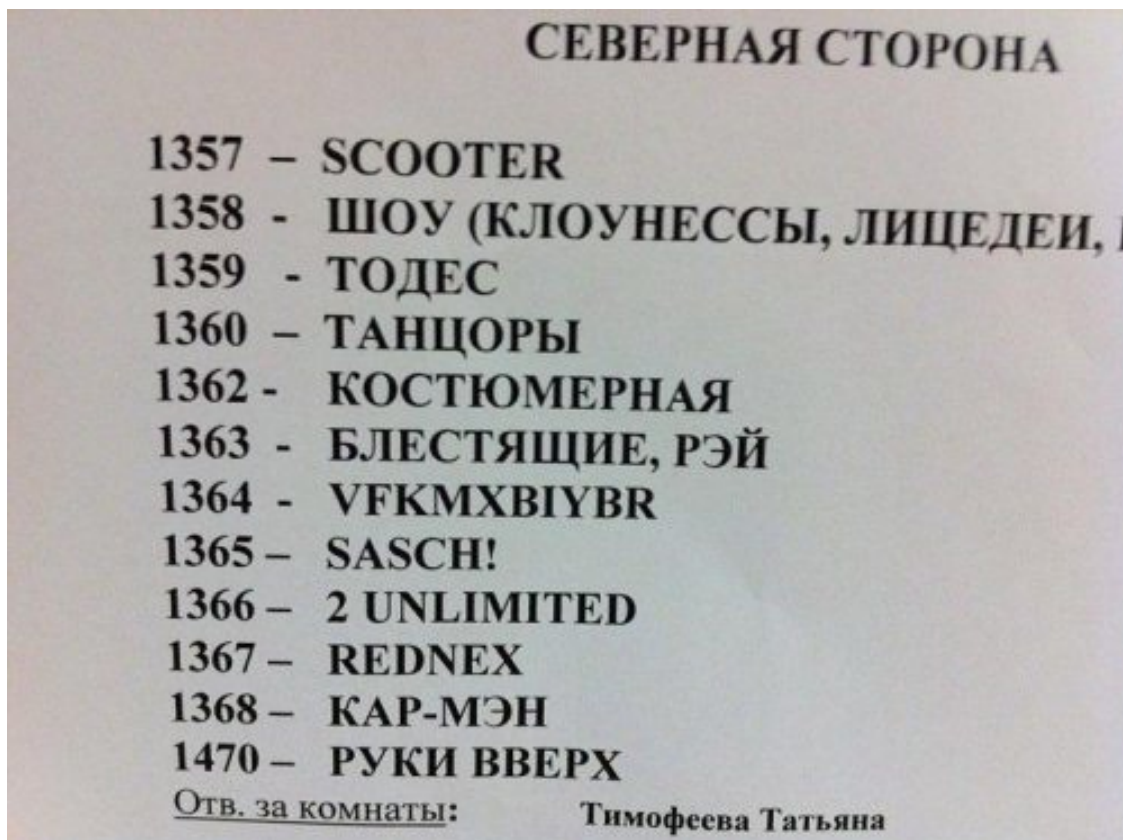 СЕВЕРНАЯ СТОРОНА
1357 – SCOOTER
1358 - ШОУ (КЛОУНЕССЫ, ЛИЦЕДЕИ,
1359 - ТОДЕС
1360 – ТАНЦОРЫ
1362 - КОСТЮМЕРНАЯ
1363 - БЛЕСТЯЩИЕ, РЭЙ
1364 - VFKMXBIYBR
1365 – SASCH!
1366 – 2 UNLIMITED
1367 – REDNEX
1368 – КАР-МЭН
1470 – РУКИ ВВЕРХ
Отв. за комнаты: Тимофеева Татьяна